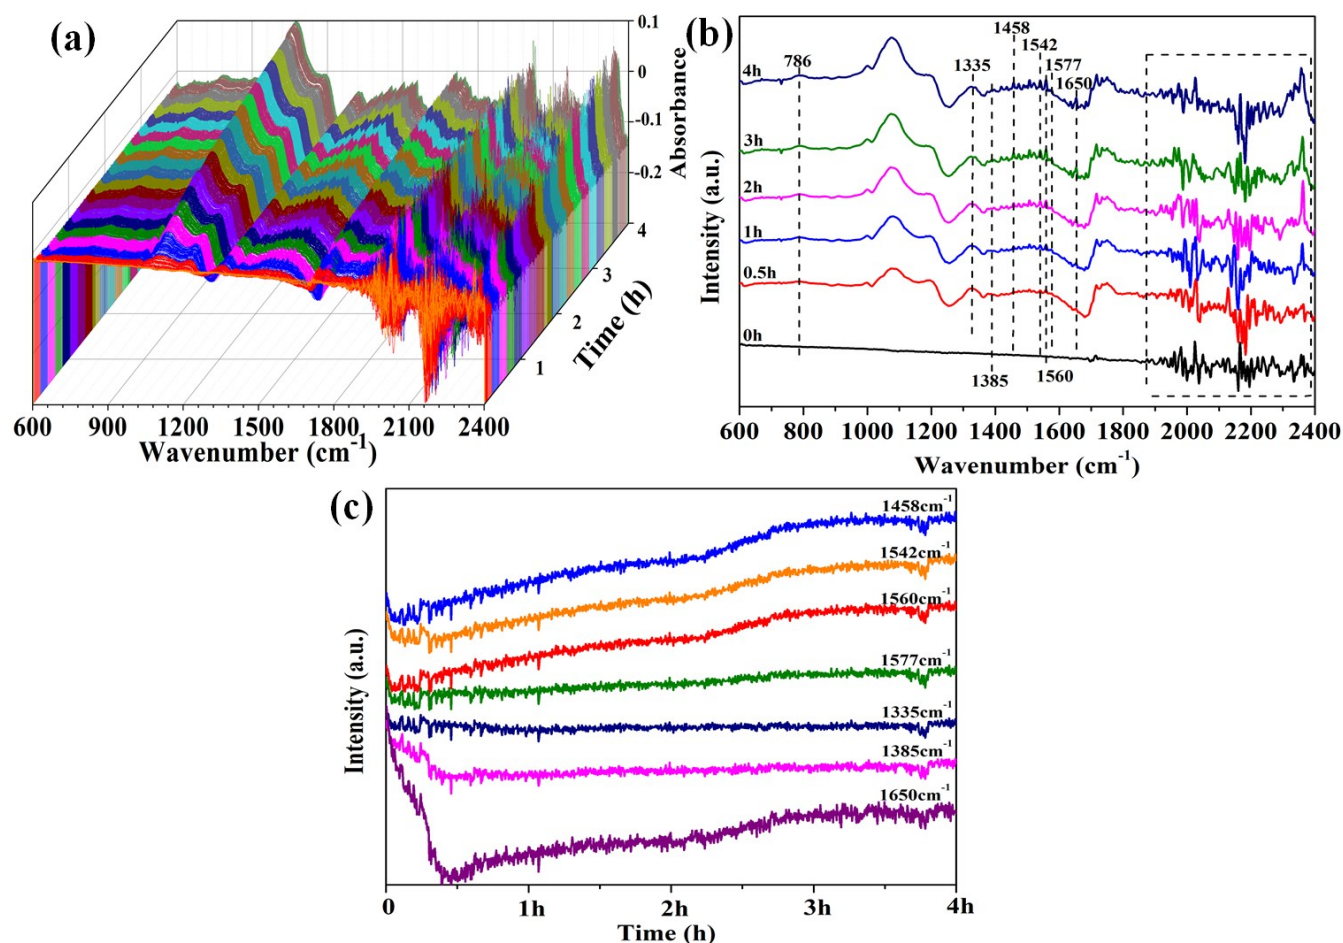 (a)
0.1
0
-0.1
-0.2
Absorbance
4
3
2
1
Time (h)
600 900 1200 1500 1800 2100 2400
Wavenumber (cm-1)
(b)
1458
1542
1577
1650
786
1335
4h
3h
2h
1h
0.5h
0h
1385
1560
Intensity (a.u.)
600 800 1000 1200 1400 1600 1800 2000 2200 2400
Wavenumber (cm-1)
(c)
1458cm-1
1542cm-1
1560cm-1
1577cm-1
1335cm-1
1385cm-1
1650cm-1
Intensity (a.u.)
0 1h 2h 3h 4h
Time (h)